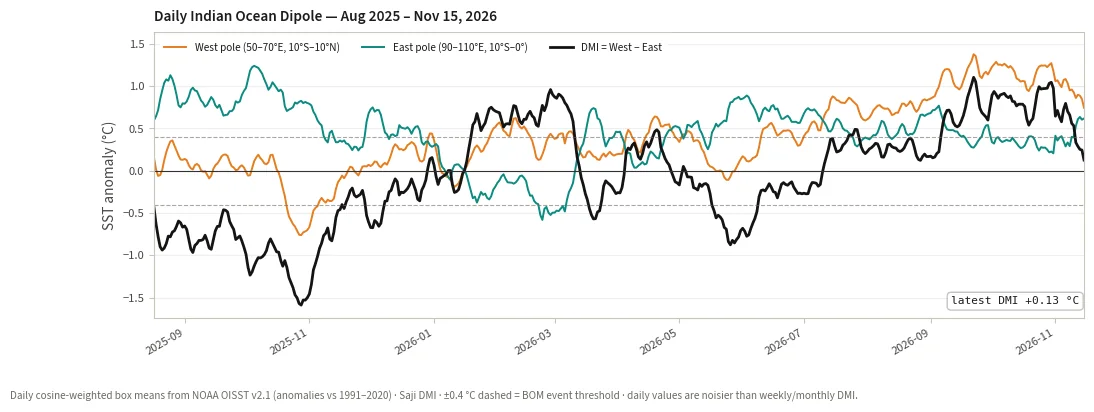 Daily Indian Ocean Dipole — Aug 2025 – Nov 15, 2026
West pole (50–70°E, 10°S–10°N) East pole (90–110°E, 10°S–0°) DMI = West − East
SST anomaly (°C)
1.5
1.0
0.5
0.0
−0.5
−1.0
−1.5
latest DMI +0.13 °C
2025-09 2025-11 2026-01 2026-03 2026-05 2026-07 2026-09 2026-11
Daily cosine-weighted box means from NOAA OISST v2.1 (anomalies vs 1991–2020) · Saji DMI · ±0.4 °C dashed = BOM event threshold · daily values are noisier than weekly/monthly DMI.